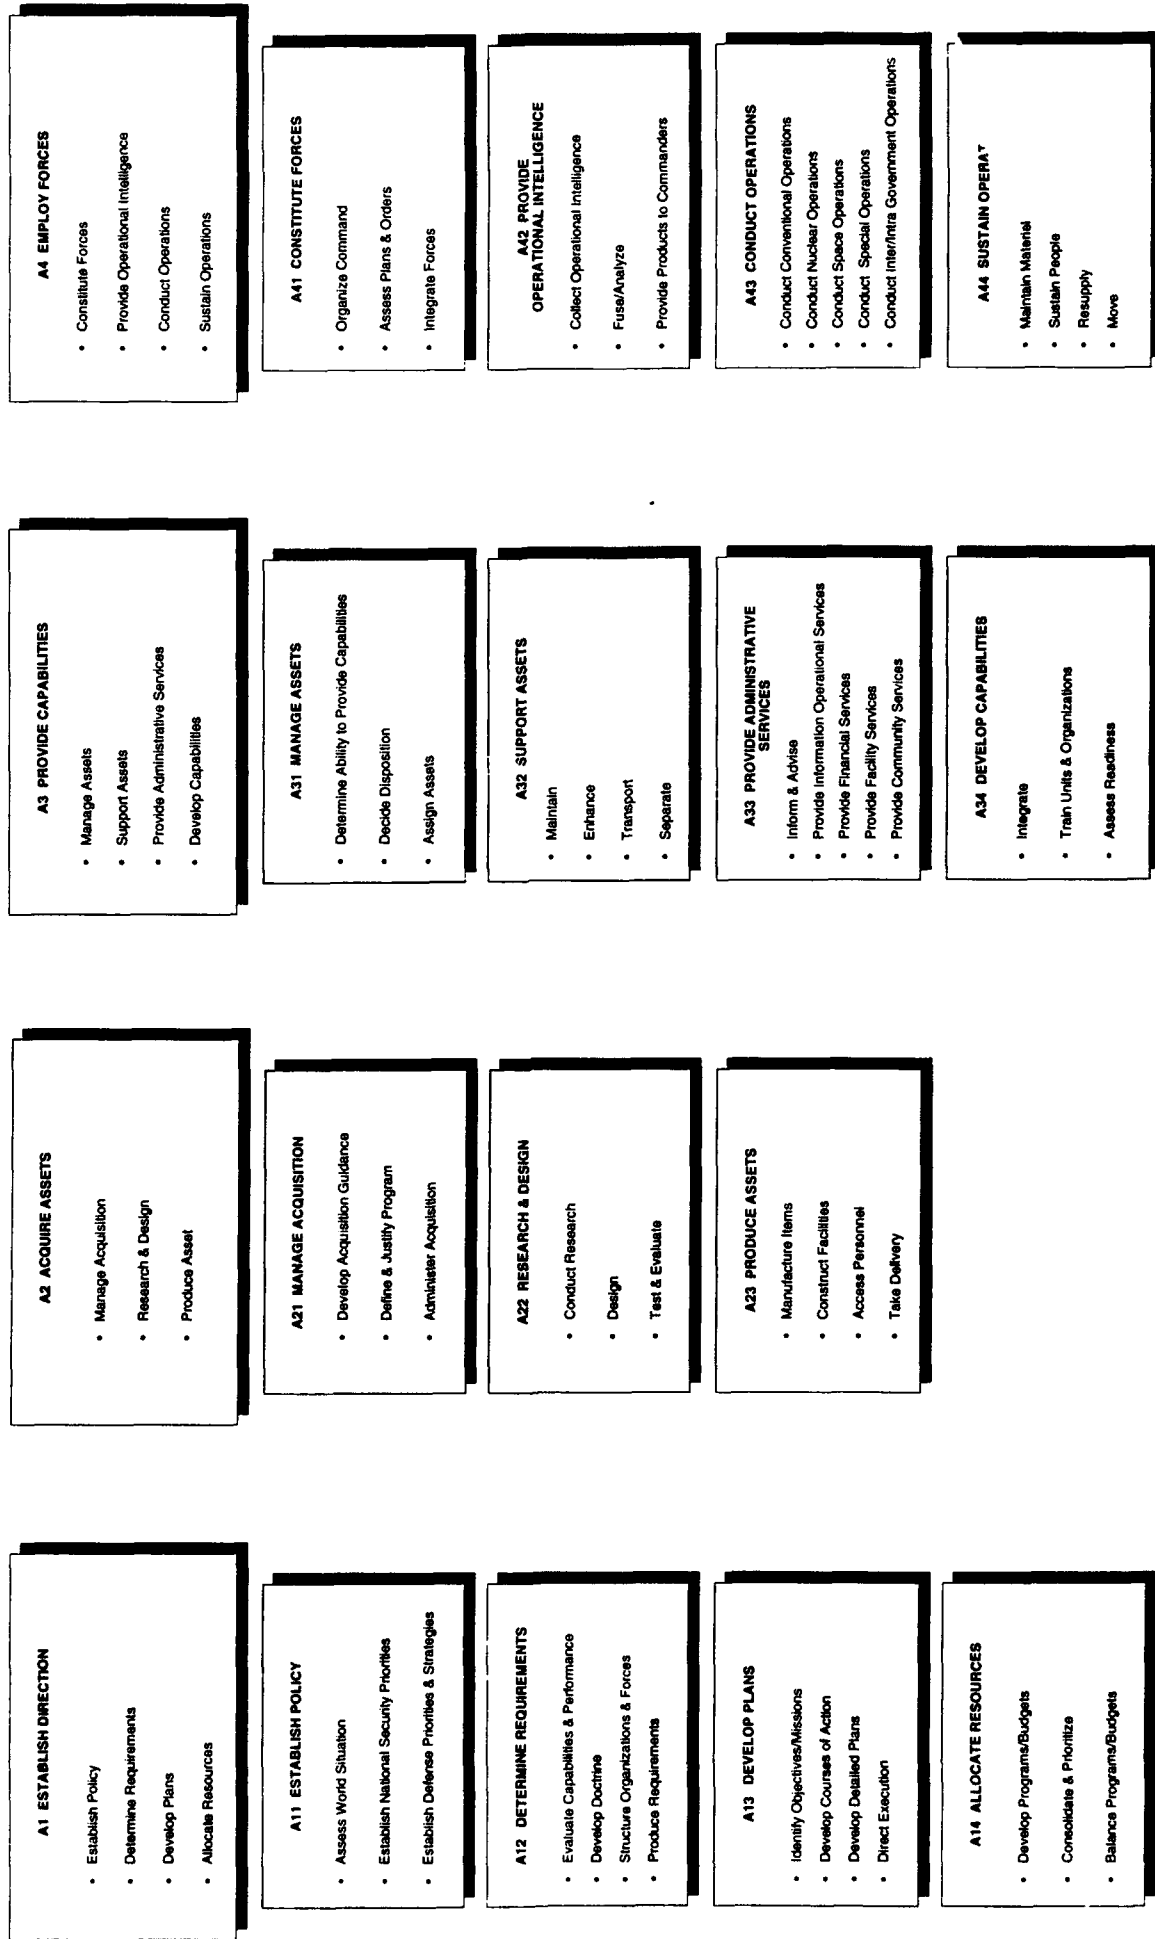 A1 ESTABLISH DIRECTION
• Establish Policy
• Determine Requirements
• Develop Plans
• Allocate Resources
A11 ESTABLISH POLICY
• Assess World Situation
• Establish National Security Priorities
• Establish Defense Priorities & Strategies
A12 DETERMINE REQUIREMENTS
• Evaluate Capabilities & Performance
• Develop Doctrine
• Structure Organizations & Forces
• Produce Requirements
A13 DEVELOP PLANS
• Identify Objectives/Missions
• Develop Courses of Action
• Develop Detailed Plans
• Direct Execution
A14 ALLOCATE RESOURCES
• Develop Programs/Budgets
• Consolidate & Prioritize
• Balance Programs/Budgets
A2 ACQUIRE ASSETS
• Manage Acquisition
• Research & Design
• Produce Asset
A21 MANAGE ACQUISITION
• Develop Acquisition Guidance
• Define & Justify Program
• Administer Acquisition
A22 RESEARCH & DESIGN
• Conduct Research
• Design
• Test & Evaluate
A23 PRODUCE ASSETS
• Manufacture Items
• Construct Facilities
• Access Personnel
• Take Delivery
A3 PROVIDE CAPABILITIES
• Manage Assets
• Support Assets
• Provide Administrative Services
• Develop Capabilities
A31 MANAGE ASSETS
• Determine Ability to Provide Capabilities
• Decide Disposition
• Assign Assets
A32 SUPPORT ASSETS
• Maintain
• Enhance
• Transport
• Separate
A33 PROVIDE ADMINISTRATIVE
SERVICES
• Inform & Advise
• Provide Information Operational Services
• Provide Financial Services
• Provide Facility Services
• Provide Community Services
A34 DEVELOP CAPABILITIES
• Integrate
• Train Units & Organizations
• Assess Readiness
A4 EMPLOY FORCES
• Constitute Forces
• Provide Operational Intelligence
• Conduct Operations
• Sustain Operations
A41 CONSTITUTE FORCES
• Organize Command
• Assess Plans & Orders
• Integrate Forces
A42 PROVIDE
OPERATIONAL INTELLIGENCE
• Collect Operational Intelligence
• Fuse/Analyze
• Provide Products to Commanders
A43 CONDUCT OPERATIONS
• Conduct Conventional Operations
• Conduct Nuclear Operations
• Conduct Space Operations
• Conduct Special Operations
• Conduct Inter/Intra Government Operations
A44 SUSTAIN OPERAT
• Maintain Materiel
• Sustain People
• Resupply
• Move